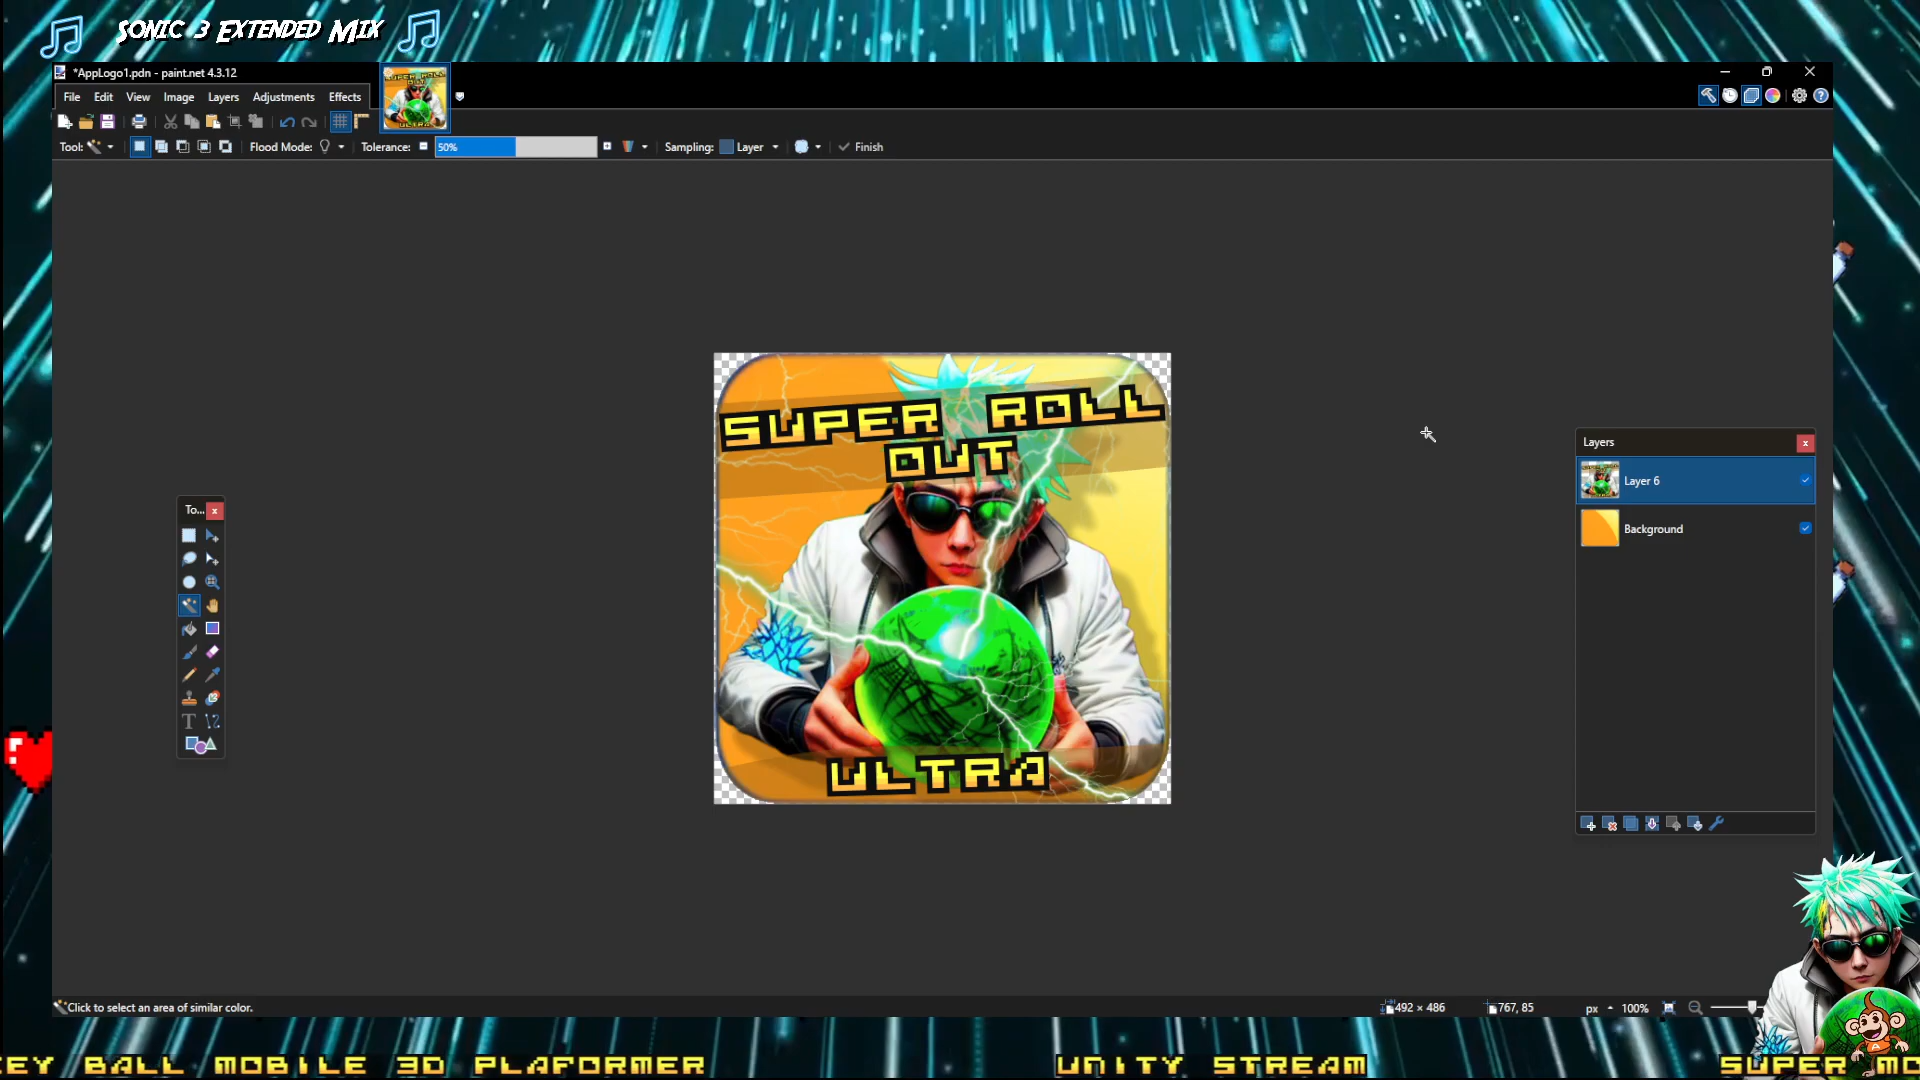 Sonic 3 Extended Mix
*AppLogo1.pdn - paint.net 4.3.12
File Edit View Image Layers Adjustments Effects
Tool: Flood Mode: Tolerance: 50% Sampling: Layer Finish
SUPER ROLL
OUT
ULTRA
To...
Layers
Layer 6
Background
Click to select an area of similar color.
492 × 486 767, 85 px 100%
KEY BALL MOBILE 3D PLAFORMER UNITY STREAM SUPER MO